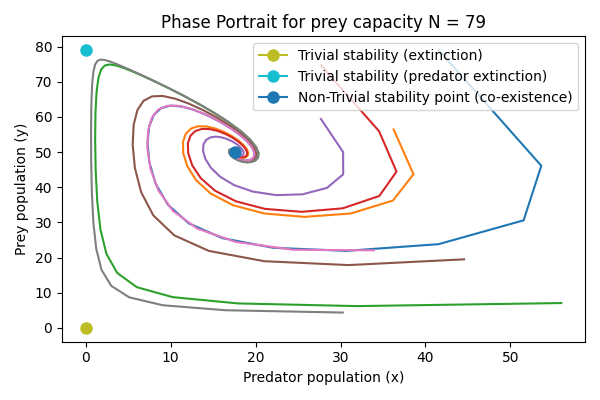 Phase Portrait for prey capacity N = 79
Trivial stability (extinction)
Trivial stability (predator extinction)
Non-Trivial stability point (co-existence)
Prey population (y)
80
70
60
50
40
30
20
10
0
0 10 20 30 40 50
Predator population (x)